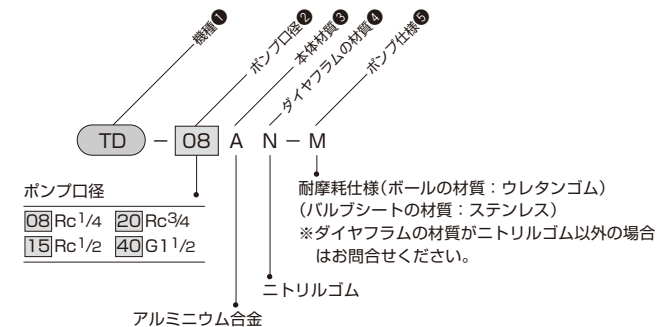 機種❶
ポンプ口径❷
本体材質❸
ダイヤフラムの材質❹
ポンプ仕様❺
TD － 08 A N － M
ポンプ口径
08 Rc1/4 20 Rc3/4
15 Rc1/2 40 G11/2
耐摩耗仕様（ボールの材質：ウレタンゴム）
（バルブシートの材質：ステンレス）
※ダイヤフラムの材質がニトリルゴム以外の場合
はお問合せください。
ニトリルゴム
アルミニウム合金